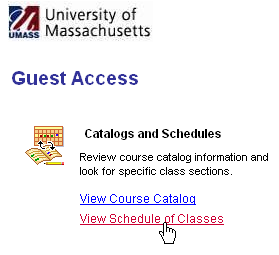 University of
Massachusetts
UMASS
Guest Access
Catalogs and Schedules
Review course catalog information and
look for specific class sections.
View Course Catalog
View Schedule of Classes